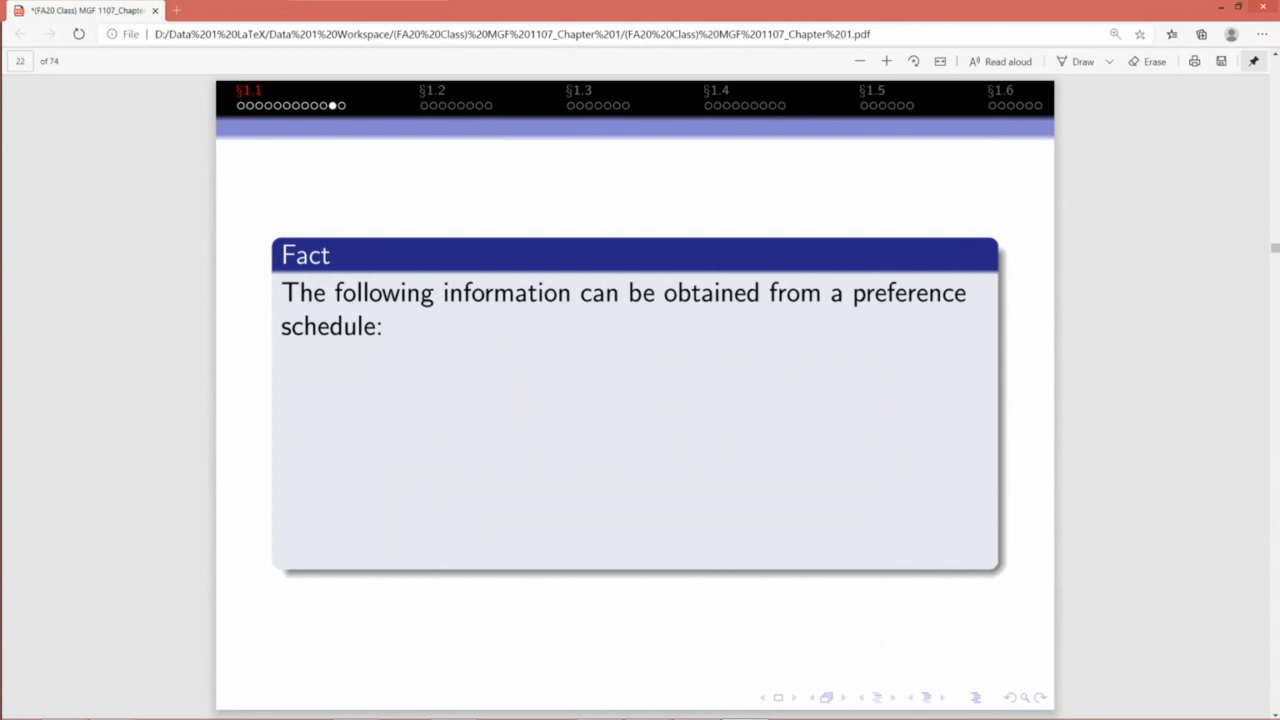 *(FA20 Class) MGF 1107_Chapte
File D:/Data%201%20LaTeX/Data%201%20Workspace/(FA20%20Class)%20MGF%201107_Chapter%201/(FA20%20Class)%20MGF%201107_Chapter%201.pdf
22 of 74 Read aloud Draw Erase
§1.1 §1.2 §1.3 §1.4 §1.5 §1.6
Fact
The following information can be obtained from a preference
schedule: